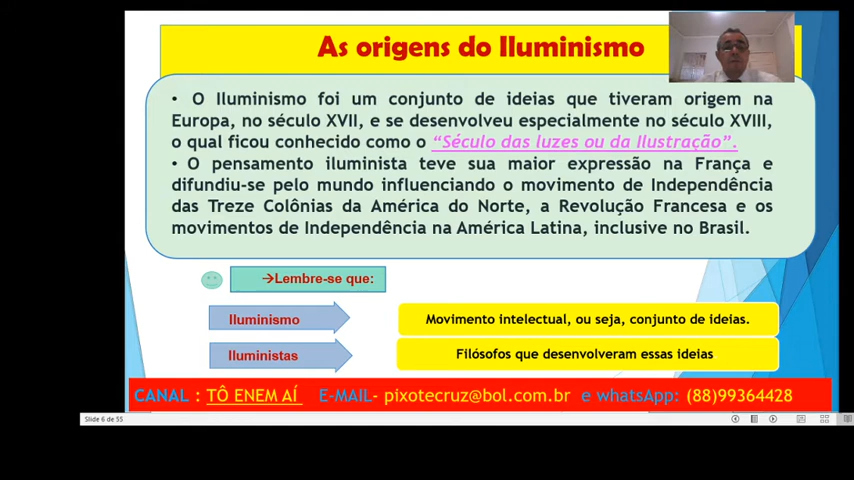 As origens do Iluminismo
• O Iluminismo foi um conjunto de ideias que tiveram origem na
Europa, no século XVII, e se desenvolveu especialmente no século XVIII,
o qual ficou conhecido como o “Século das luzes ou da Ilustração”.
• O pensamento iluminista teve sua maior expressão na França e
difundiu-se pelo mundo influenciando o movimento de Independência
das Treze Colônias da América do Norte, a Revolução Francesa e os
movimentos de Independência na América Latina, inclusive no Brasil.
→Lembre-se que:
Iluminismo
Movimento intelectual, ou seja, conjunto de ideias.
Iluministas
Filósofos que desenvolveram essas ideias
CANAL : TÔ ENEM AÍ E-MAIL- pixotecruz@bol.com.br e whatsApp: (88)99364428
Slide 6 de 55